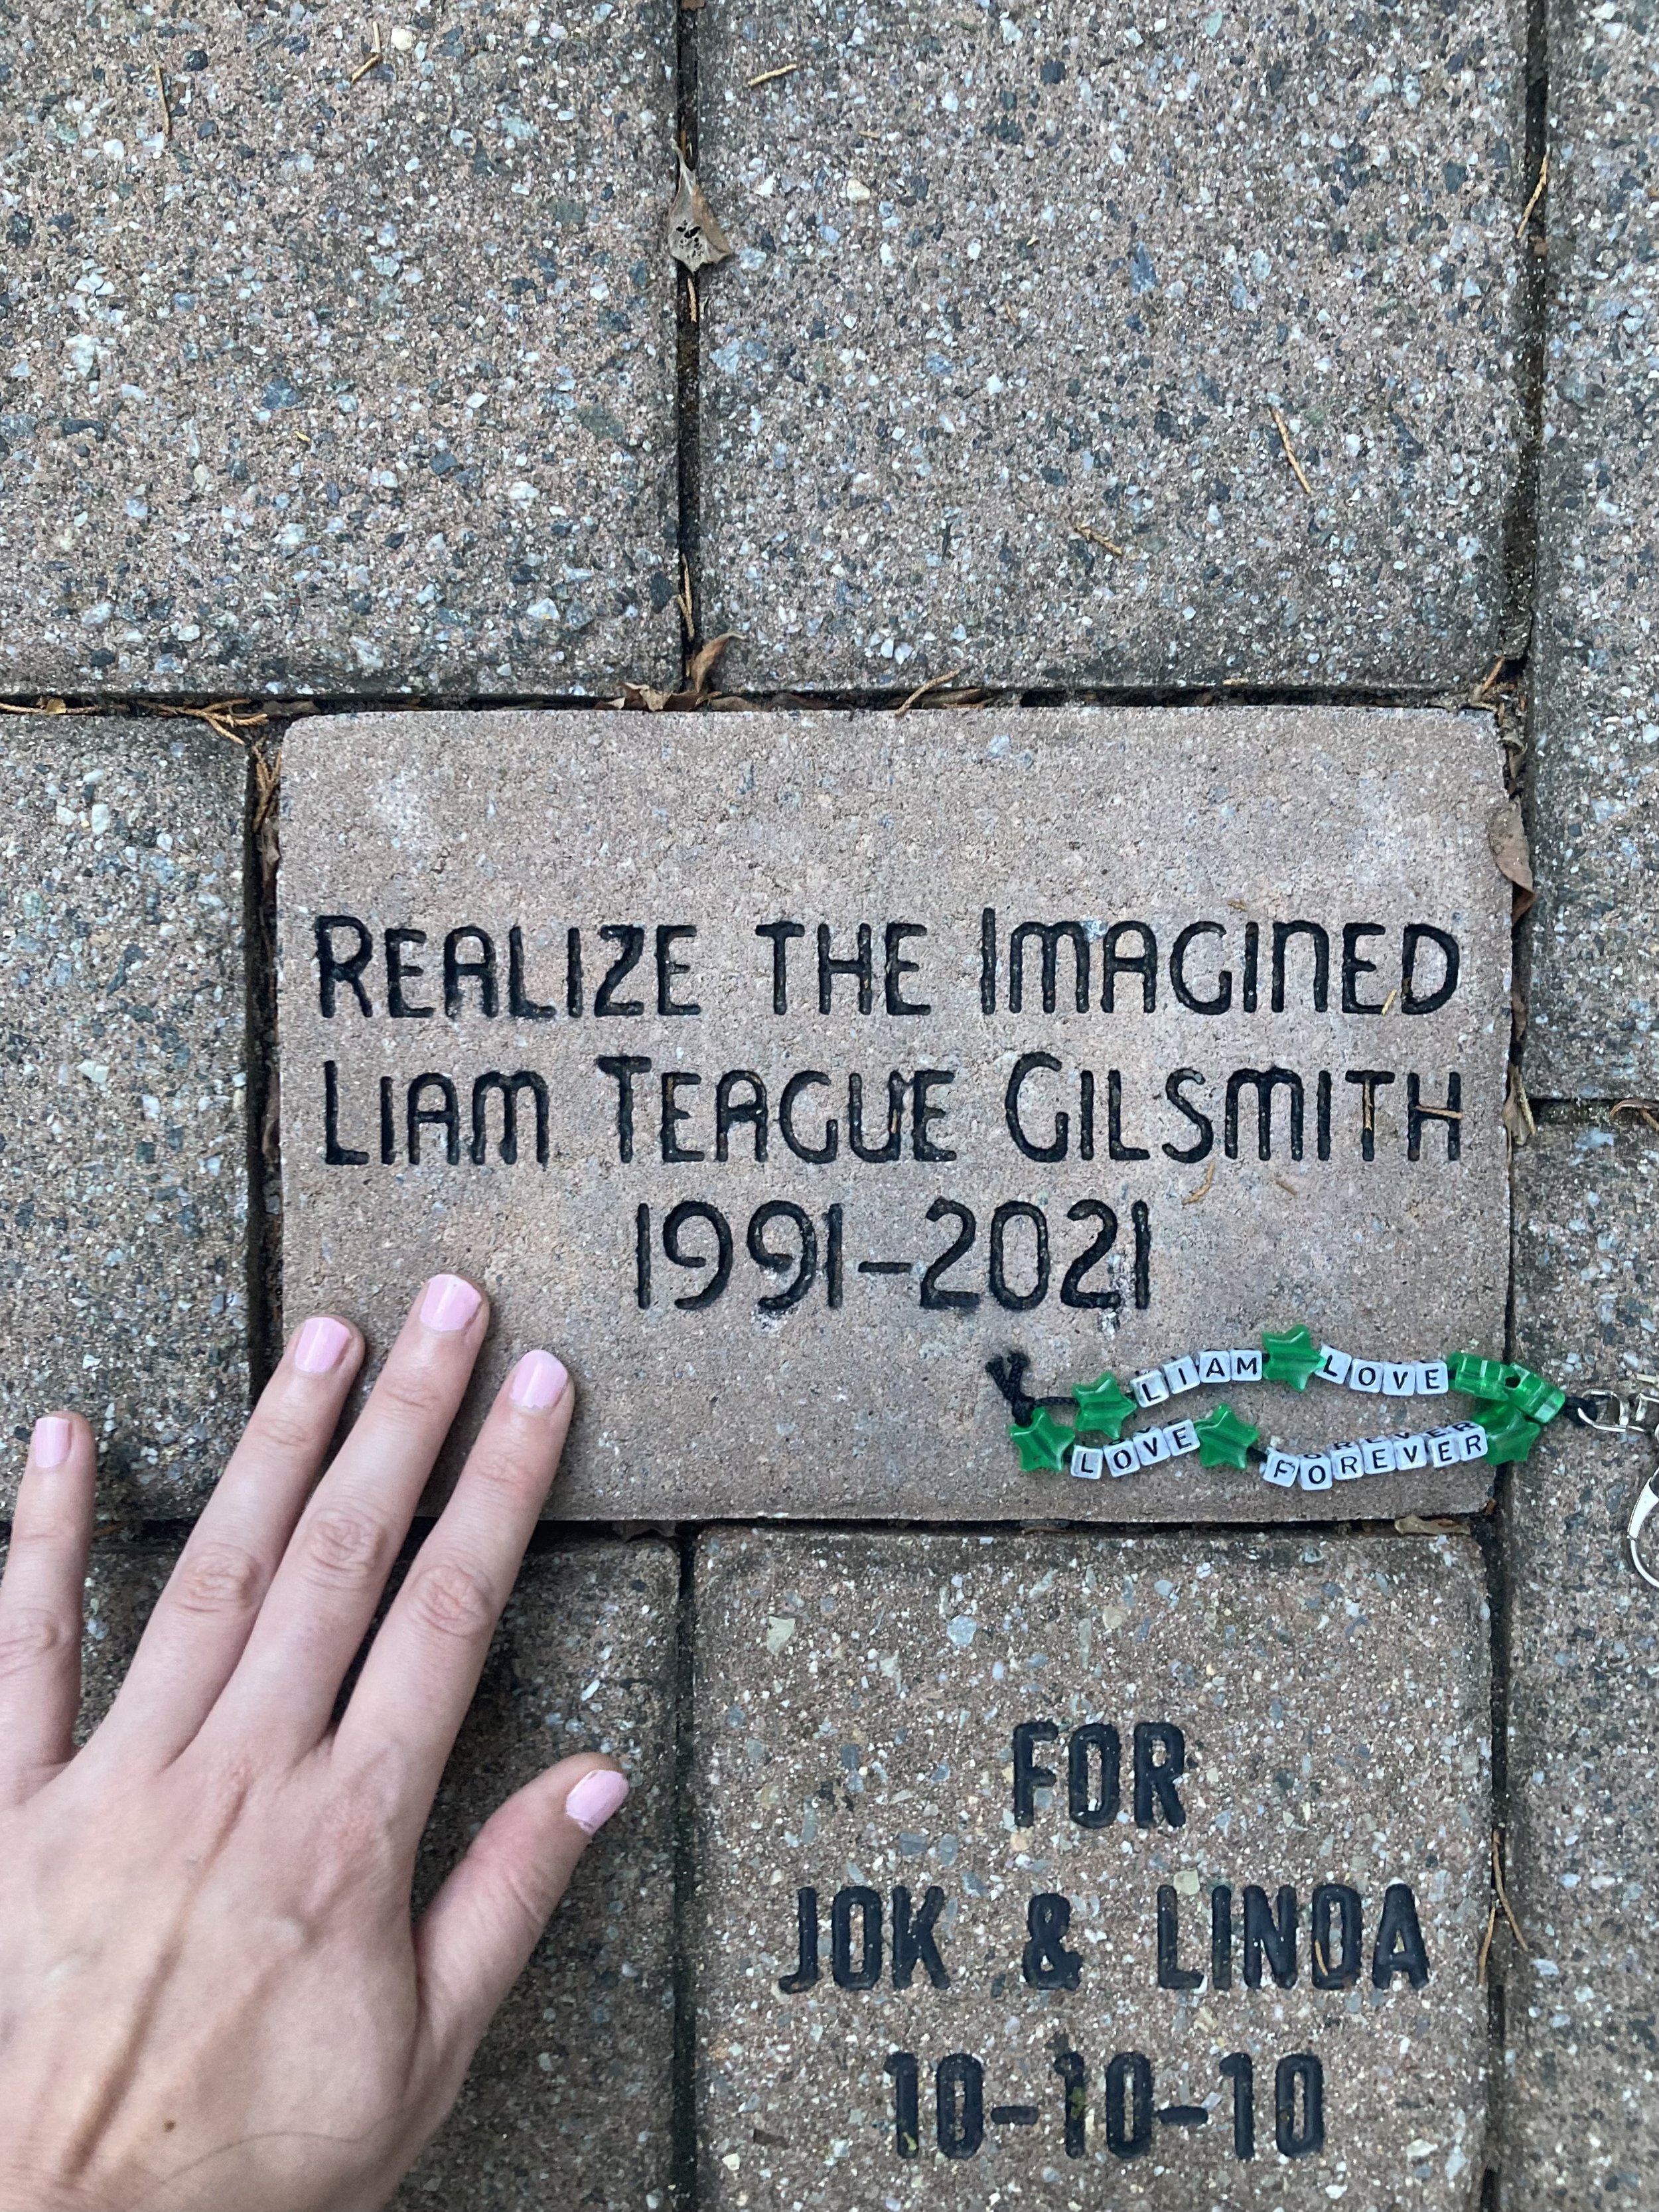 REALIZE THE IMAGINED
LIAM TEAGUE GILSMITH
1991-2021
LIAM LOVE
LOVE FOREVER
FOR
JOK & LINDA
10-10-10